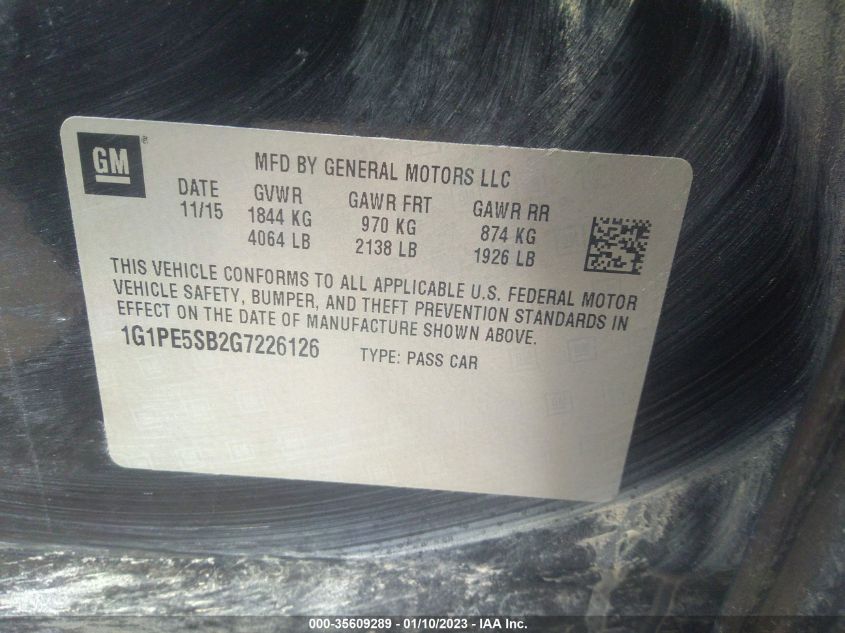 GM ®
MFD BY GENERAL MOTORS LLC
DATE GVWR GAWR FRT GAWR RR
11/15 1844 KG 970 KG 874 KG
4064 LB 2138 LB 1926 LB
THIS VEHICLE CONFORMS TO ALL APPLICABLE U.S. FEDERAL MOTOR
VEHICLE SAFETY, BUMPER, AND THEFT PREVENTION STANDARDS IN
EFFECT ON THE DATE OF MANUFACTURE SHOWN ABOVE.
1G1PE5SB2G7226126 TYPE: PASS CAR
000-35609289 - 01/10/2023 - IAA Inc.